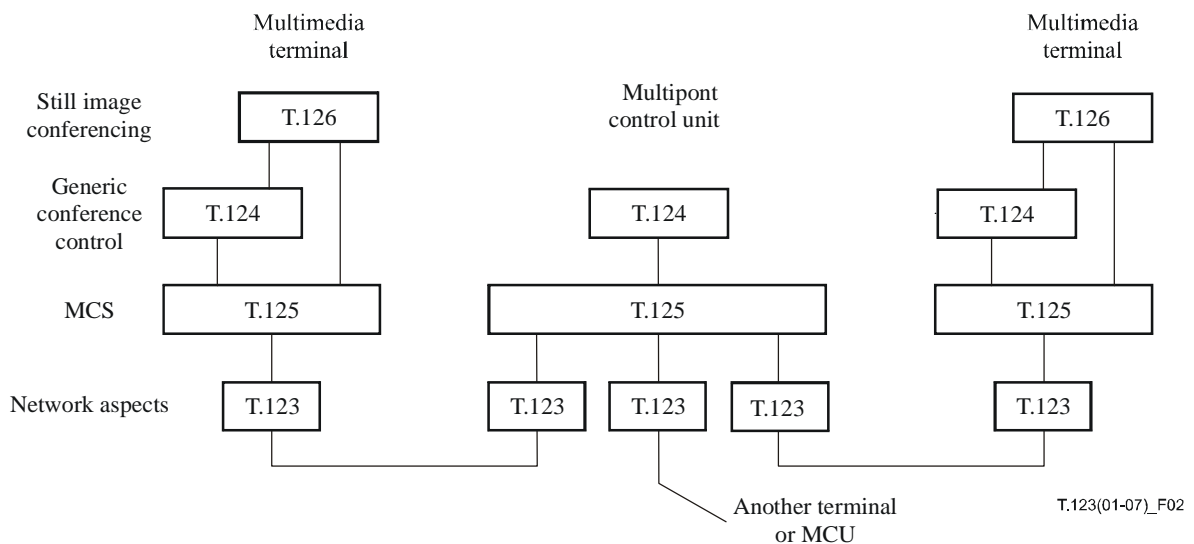 Multimedia
terminal
Multimedia
terminal
Still image
conferencing
T.126
Multipont
control unit
T.126
Generic
conference
control
T.124
T.124
T.124
MCS
T.125
T.125
T.125
Network aspects
T.123
T.123
T.123
T.123
T.123
Another terminal
or MCU
T.123(01-07)_F02